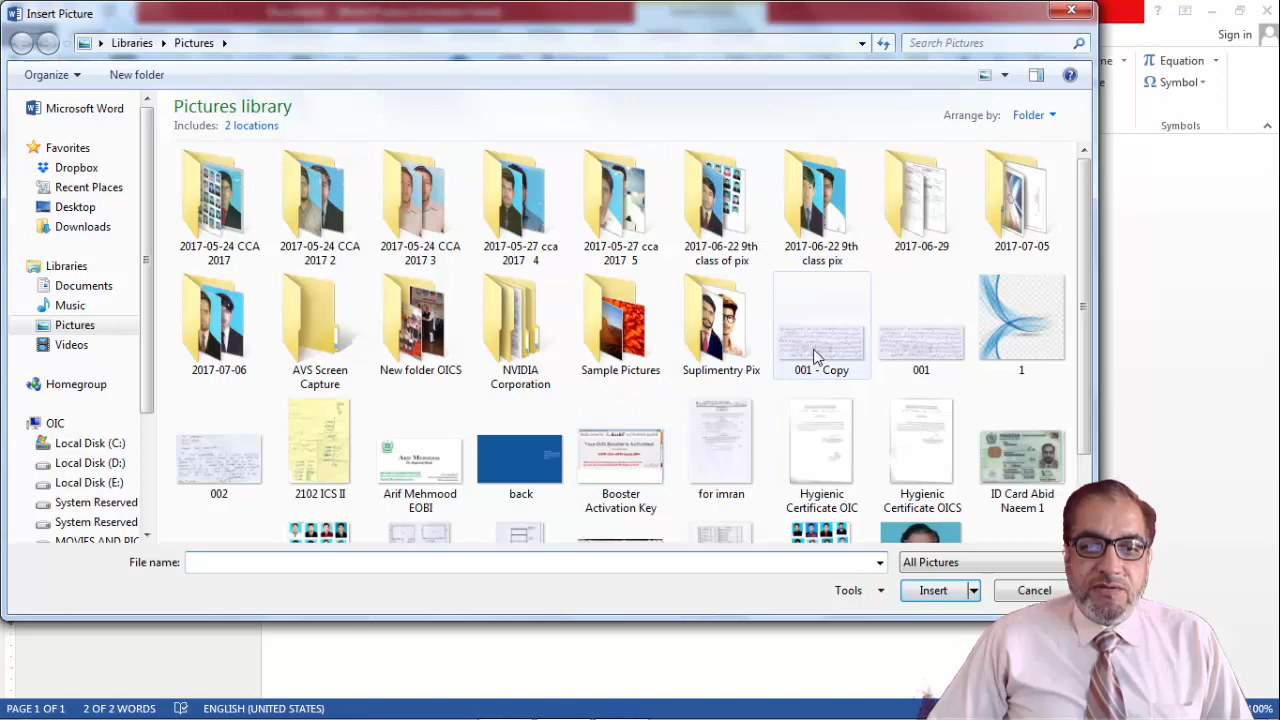 Insert Picture
Sign in
Libraries
Pictures
Search Pictures
Organize
New folder
Equation
Symbol
Symbols
Microsoft Word
Favorites
Dropbox
Recent Places
Desktop
Downloads
Libraries
Documents
Music
Pictures
Videos
Homegroup
OIC
Local Disk (C:)
Local Disk (D:)
Local Disk (E:)
System Reserved
System Reserved
MOVIES AND PIC
Pictures library
Includes: 2 locations
Arrange by: Folder
2017-05-24 CCA 2017
2017-05-24 CCA 2017 2
2017-05-24 CCA 2017 3
2017-05-27 cca 2017 4
2017-05-27 cca 2017 5
2017-06-22 9th class of pix
2017-06-22 9th class pix
2017-06-29
2017-07-05
2017-07-06
AVS Screen Capture
New folder OICS
NVIDIA Corporation
Sample Pictures
Suplimentry Pix
001 - Copy
001
1
002
2102 ICS II
Arif Mehmood EOBI
back
Booster Activation Key
for imran
Hygienic Certificate OIC
Hygienic Certificate OICS
ID Card Abid Naeem 1
File name:
All Pictures
Tools
Insert
Cancel
PAGE 1 OF 1
2 OF 2 WORDS
ENGLISH (UNITED STATES)
100%